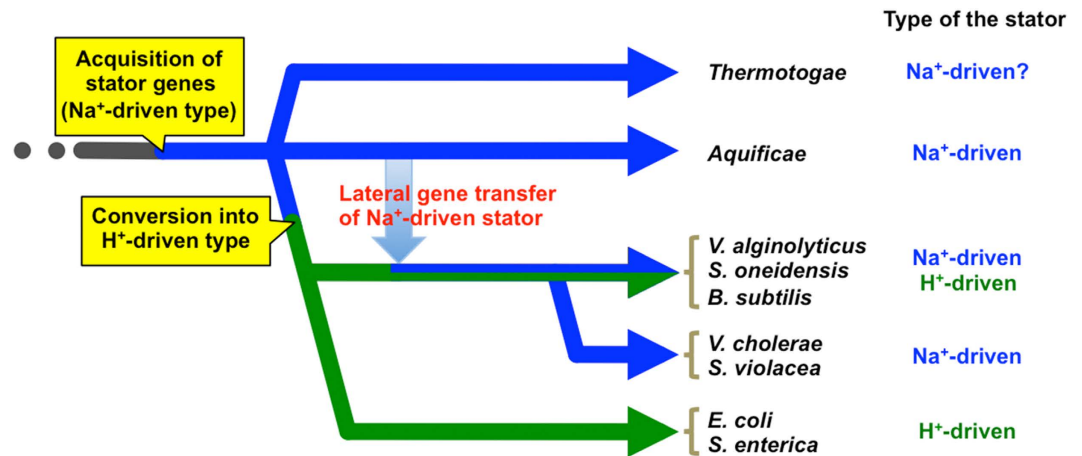 Type of the stator
Acquisition of
stator genes
(Na⁺-driven type)
Thermotogae
Na⁺-driven?
Aquificae
Na⁺-driven
Lateral gene transfer
of Na⁺-driven stator
Conversion into
H⁺-driven type
V. alginolyticus
S. oneidensis
B. subtilis
Na⁺-driven
H⁺-driven
V. cholerae
S. violacea
Na⁺-driven
E. coli
S. enterica
H⁺-driven